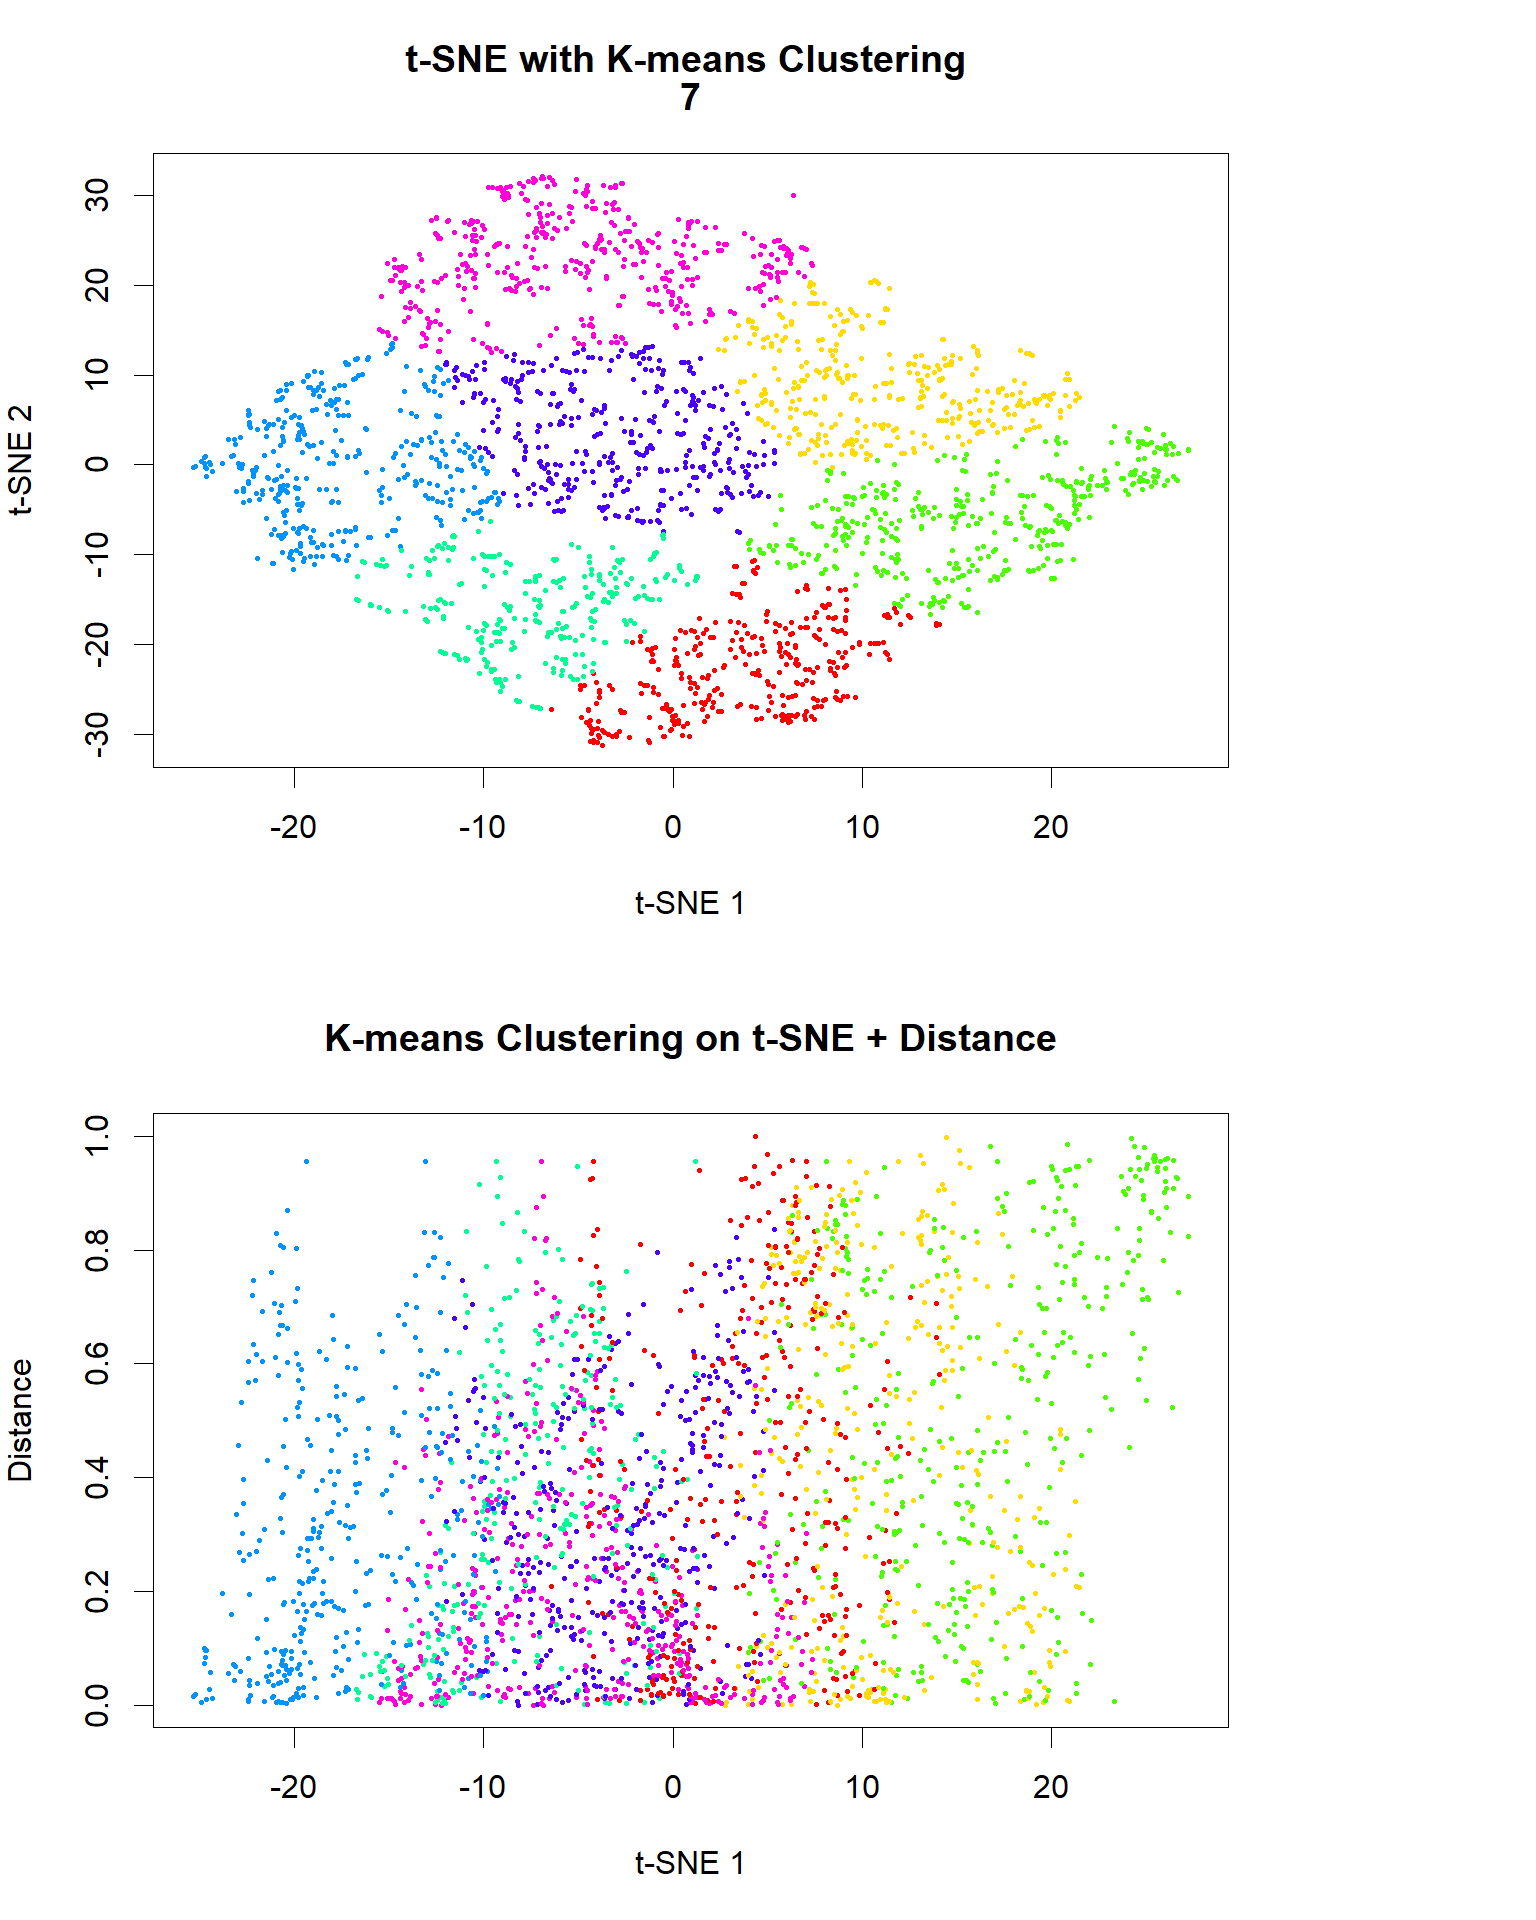 t-SNE with K-means Clustering
7
t-SNE 2
30
20
10
0
-10
-20
-30
-20 -10 0 10 20
t-SNE 1
K-means Clustering on t-SNE + Distance
Distance
1.0
0.8
0.6
0.4
0.2
0.0
-20 -10 0 10 20
t-SNE 1